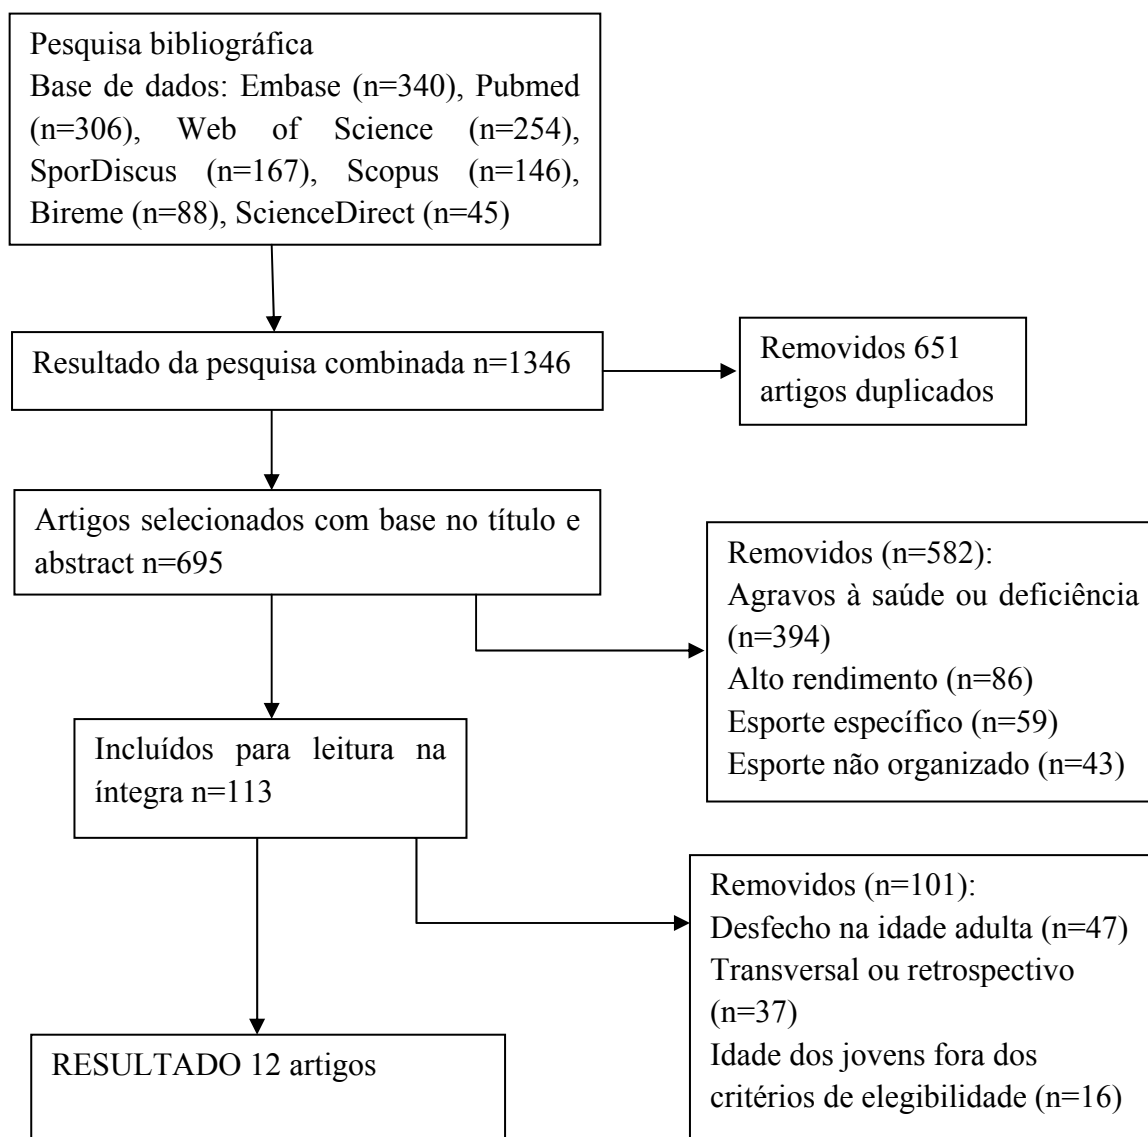 Pesquisa bibliográfica
Base de dados: Embase (n=340), Pubmed
(n=306), Web of Science (n=254),
SporDiscus (n=167), Scopus (n=146),
Bireme (n=88), ScienceDirect (n=45)
Resultado da pesquisa combinada n=1346
Removidos 651
artigos duplicados
Artigos selecionados com base no título e
abstract n=695
Removidos (n=582):
Agravos à saúde ou deficiência
(n=394)
Alto rendimento (n=86)
Esporte específico (n=59)
Esporte não organizado (n=43)
Incluídos para leitura na
íntegra n=113
Removidos (n=101):
Desfecho na idade adulta (n=47)
Transversal ou retrospectivo
(n=37)
Idade dos jovens fora dos
critérios de elegibilidade (n=16)
RESULTADO 12 artigos